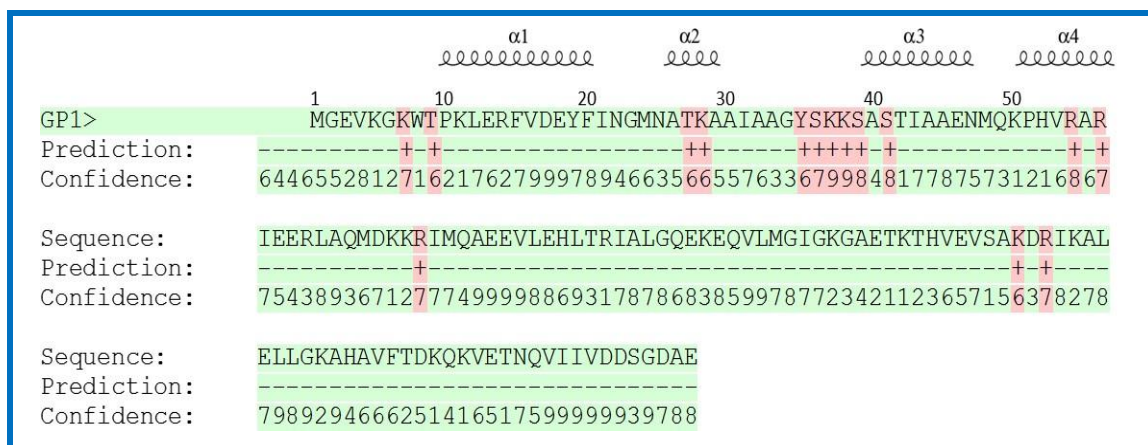 α1 α2 α3 α4
1 10 20 30 40 50
GP1> MGEVKGKWTPKLERFVDEYFINGMNATKAAIAAGYSKKSASTIAAENMQKPHVRAR
Prediction: ----------+-+-----------------++------+++++-+------------+-+
Confidence: 644655281271621762799978946635665576336799848177875731216867
Sequence: IEERLAQMDKKRIMQAEEVLEHLTRIALGQEKEQVLMGIGKGAETKTHVEVSAKDRIKAL
Prediction: -----------+-----------------------------------------+-+----
Confidence: 754389367127774999988693178786838599787723421123657156378278
Sequence: ELLGKAHAVFTDKQKVETNQVIIVDDSGDAE
Prediction: -------------------------------
Confidence: 7989294666251416517599999939788